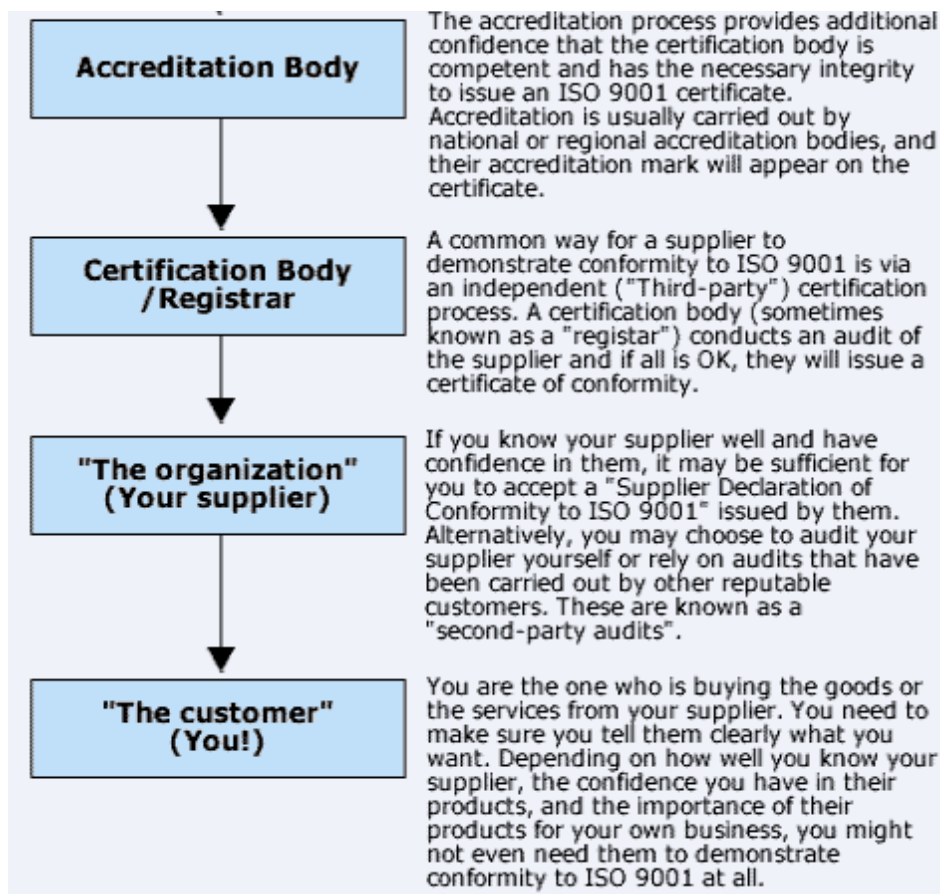 Accreditation Body
The accreditation process provides additional
confidence that the certification body is
competent and has the necessary integrity
to issue an ISO 9001 certificate.
Accreditation is usually carried out by
national or regional accreditation bodies, and
their accreditation mark will appear on the
certificate.
Certification Body
/Registrar
A common way for a supplier to
demonstrate conformity to ISO 9001 is via
an independent ("Third-party") certification
process. A certification body (sometimes
known as a "registar") conducts an audit of
the supplier and if all is OK, they will issue a
certificate of conformity.
"The organization"
(Your supplier)
If you know your supplier well and have
confidence in them, it may be sufficient for
you to accept a "Supplier Declaration of
Conformity to ISO 9001" issued by them.
Alternatively, you may choose to audit your
supplier yourself or rely on audits that have
been carried out by other reputable
customers. These are known as a
"second-party audits".
"The customer"
(You!)
You are the one who is buying the goods or
the services from your supplier. You need to
make sure you tell them clearly what you
want. Depending on how well you know your
supplier, the confidence you have in their
products, and the importance of their
products for your own business, you might
not even need them to demonstrate
conformity to ISO 9001 at all.